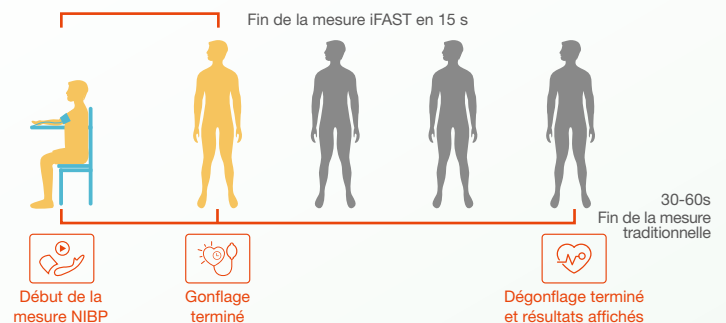 Fin de la mesure iFAST en 15 s
30-60s
Fin de la mesure
traditionnelle
Début de la
mesure NIBP
Gonflage
terminé
Dégonflage terminé
et résultats affichés